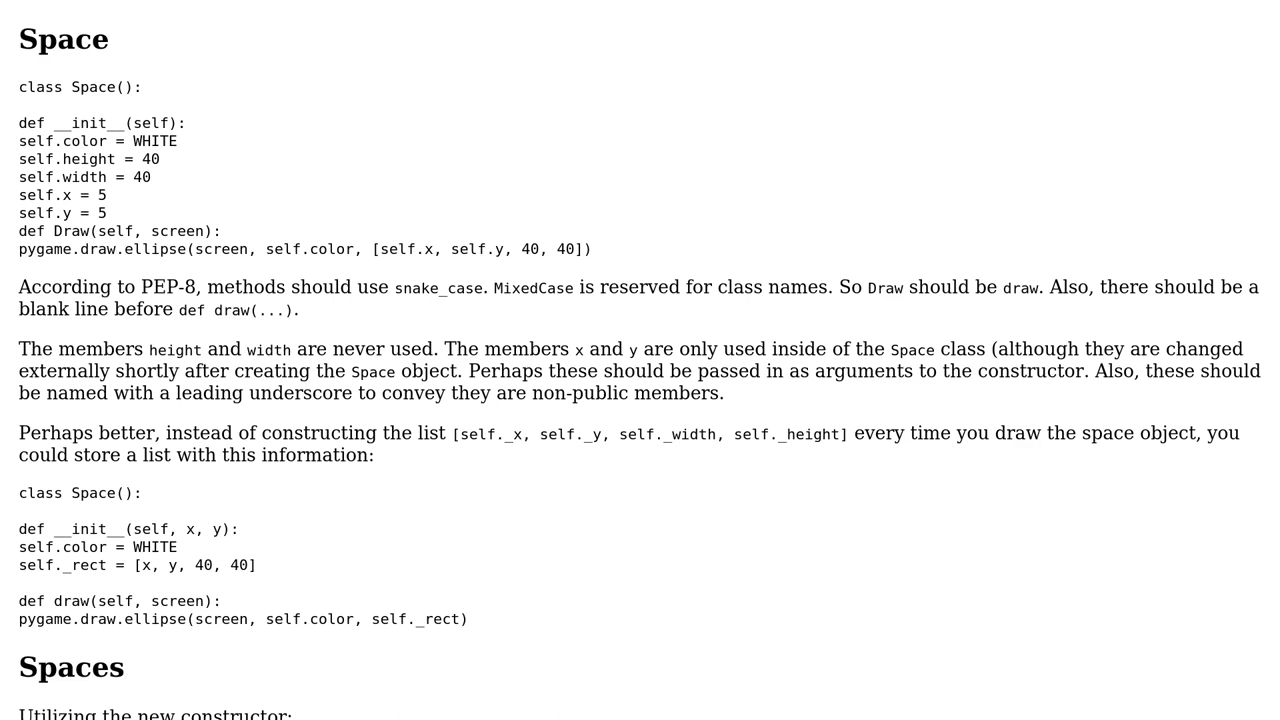 Space
class Space():
def __init__(self):
self.color = WHITE
self.height = 40
self.width = 40
self.x = 5
self.y = 5
def Draw(self, screen):
pygame.draw.ellipse(screen, self.color, [self.x, self.y, 40, 40])
According to PEP-8, methods should use snake_case. MixedCase is reserved for class names. So Draw should be draw. Also, there should be a
blank line before def draw(...).
The members height and width are never used. The members x and y are only used inside of the Space class (although they are changed
externally shortly after creating the Space object. Perhaps these should be passed in as arguments to the constructor. Also, these should
be named with a leading underscore to convey they are non-public members.
Perhaps better, instead of constructing the list [self._x, self._y, self._width, self._height] every time you draw the space object, you
could store a list with this information:
class Space():
def __init__(self, x, y):
self.color = WHITE
self._rect = [x, y, 40, 40]
def draw(self, screen):
pygame.draw.ellipse(screen, self.color, self._rect)
Spaces
Utilizing the new constructor: